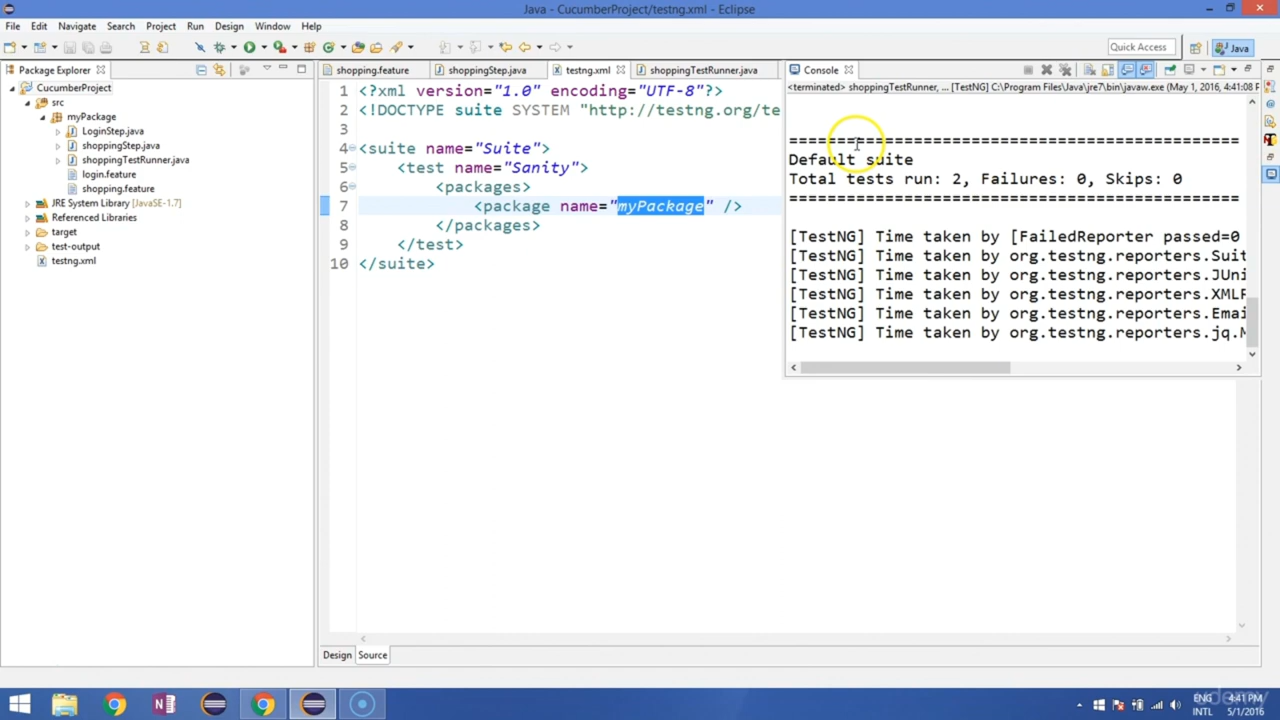 Java - CucumberProject/testng.xml - Eclipse
File Edit Navigate Search Project Run Design Window Help
Quick Access
Java
Package Explorer
CucumberProject
src
myPackage
LoginStep.java
shoppingStep.java
shoppingTestRunner.java
login.feature
shopping.feature
JRE System Library [JavaSE-1.7]
Referenced Libraries
target
test-output
testng.xml
shopping.feature shoppingStep.java testng.xml shoppingTestRunner.java
1 <?xml version="1.0" encoding="UTF-8"?>
2 <!DOCTYPE suite SYSTEM "http://testng.org/te
3
4 <suite name="Suite">
5 <test name="Sanity">
6 <packages>
7 <package name="myPackage" />
8 </packages>
9 </test>
10 </suite>
Design Source
Console
<terminated> shoppingTestRunner, ... [TestNG] C:\Program Files\Java\jre7\bin\javaw.exe (May 1, 2016, 4:41:08 P
===============================================
Default suite
Total tests run: 2, Failures: 0, Skips: 0
===============================================
[TestNG] Time taken by [FailedReporter passed=0
[TestNG] Time taken by org.testng.reporters.Suit
[TestNG] Time taken by org.testng.reporters.JUni
[TestNG] Time taken by org.testng.reporters.XMLR
[TestNG] Time taken by org.testng.reporters.Emai
[TestNG] Time taken by org.testng.reporters.jq.M
ENG
INTL
4:41 PM
5/1/2016
udemy